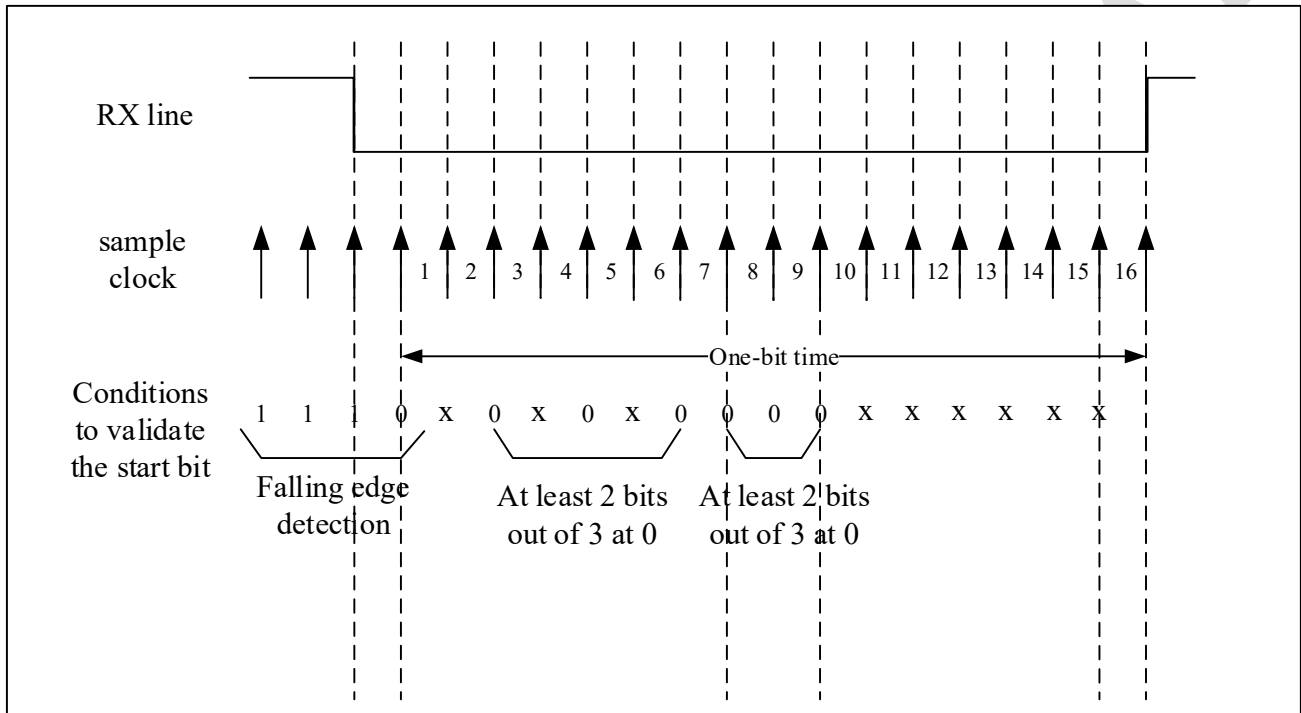 RX line
sample
clock
1 2 3 4 5 6 7 8 9 10 11 12 13 14 15 16
One-bit time
Conditions
to validate
the start bit
1 1 1 0 x 0 x 0 x 0 0 0 0 x x x x x x
Falling edge
detection
At least 2 bits
out of 3 at 0
At least 2 bits
out of 3 at 0